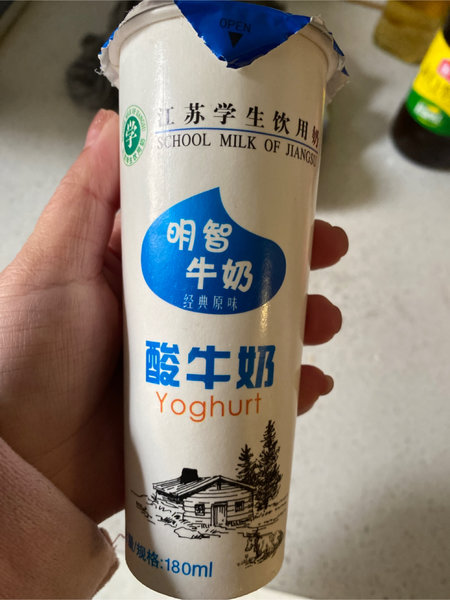 OPEN
江苏学生饮用奶
SCHOOL MILK OF JIANGSU
学
明智
牛奶
经典原味
酸牛奶
Yoghurt
/规格:180ml